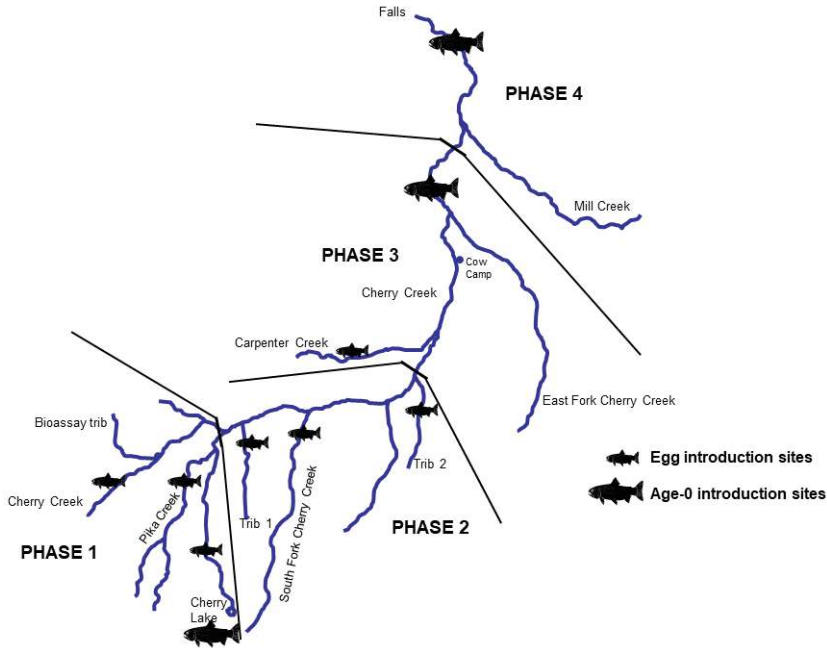 Falls
PHASE 4
Mill Creek
PHASE 3
Cow
Camp
Cherry Creek
Carpenter Creek
East Fork Cherry Creek
Bioassay trib
Trib 2
Egg introduction sites
Cherry Creek
Pika Creek
Age-0 introduction sites
Trib 1
South Fork Cherry Creek
PHASE 2
PHASE 1
Cherry
Lake